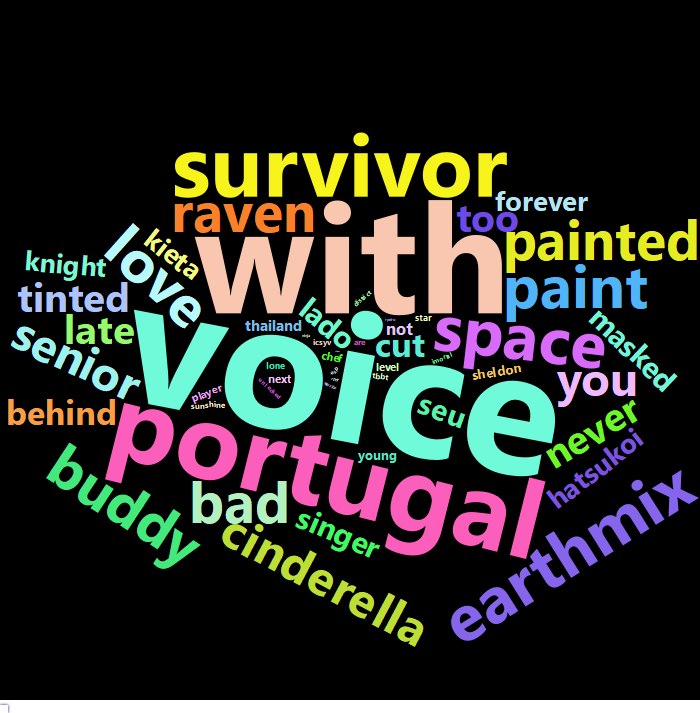 survivor
raven
with
too
forever
painted
paint
love
kieta
knight
tinted
late
senior
behind
voice
thailand
lado
district
star
not
cut
icsyv
are
chef
level
tbbt
lone
next
player
sunshine
space
sheldon
you
masked
seu
never
hatsukoi
young
portugal
buddy
bad
singer
cinderella
earthmix